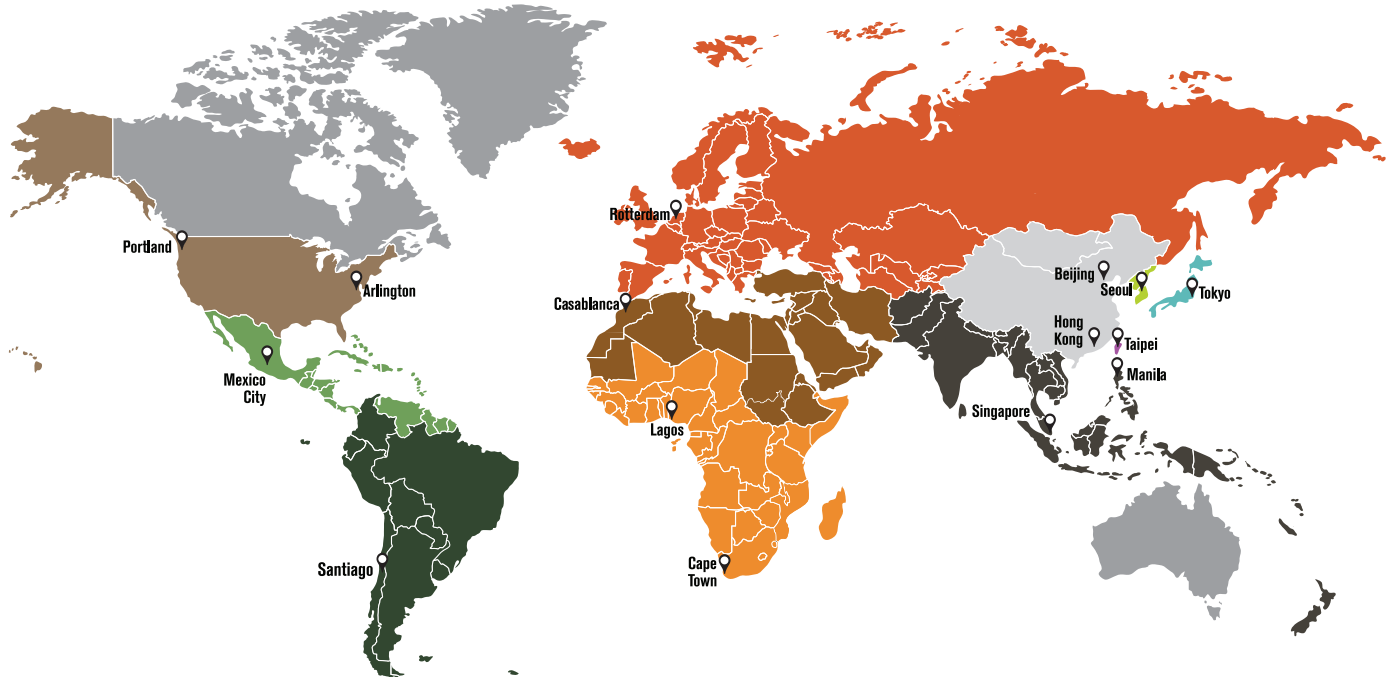 Rotterdam
Portland
Arlington
Casablanca
Beijing
Seoul
Tokyo
Hong
Kong
Taipei
Mexico
City
Manila
Lagos
Singapore
Santiago
Cape
Town